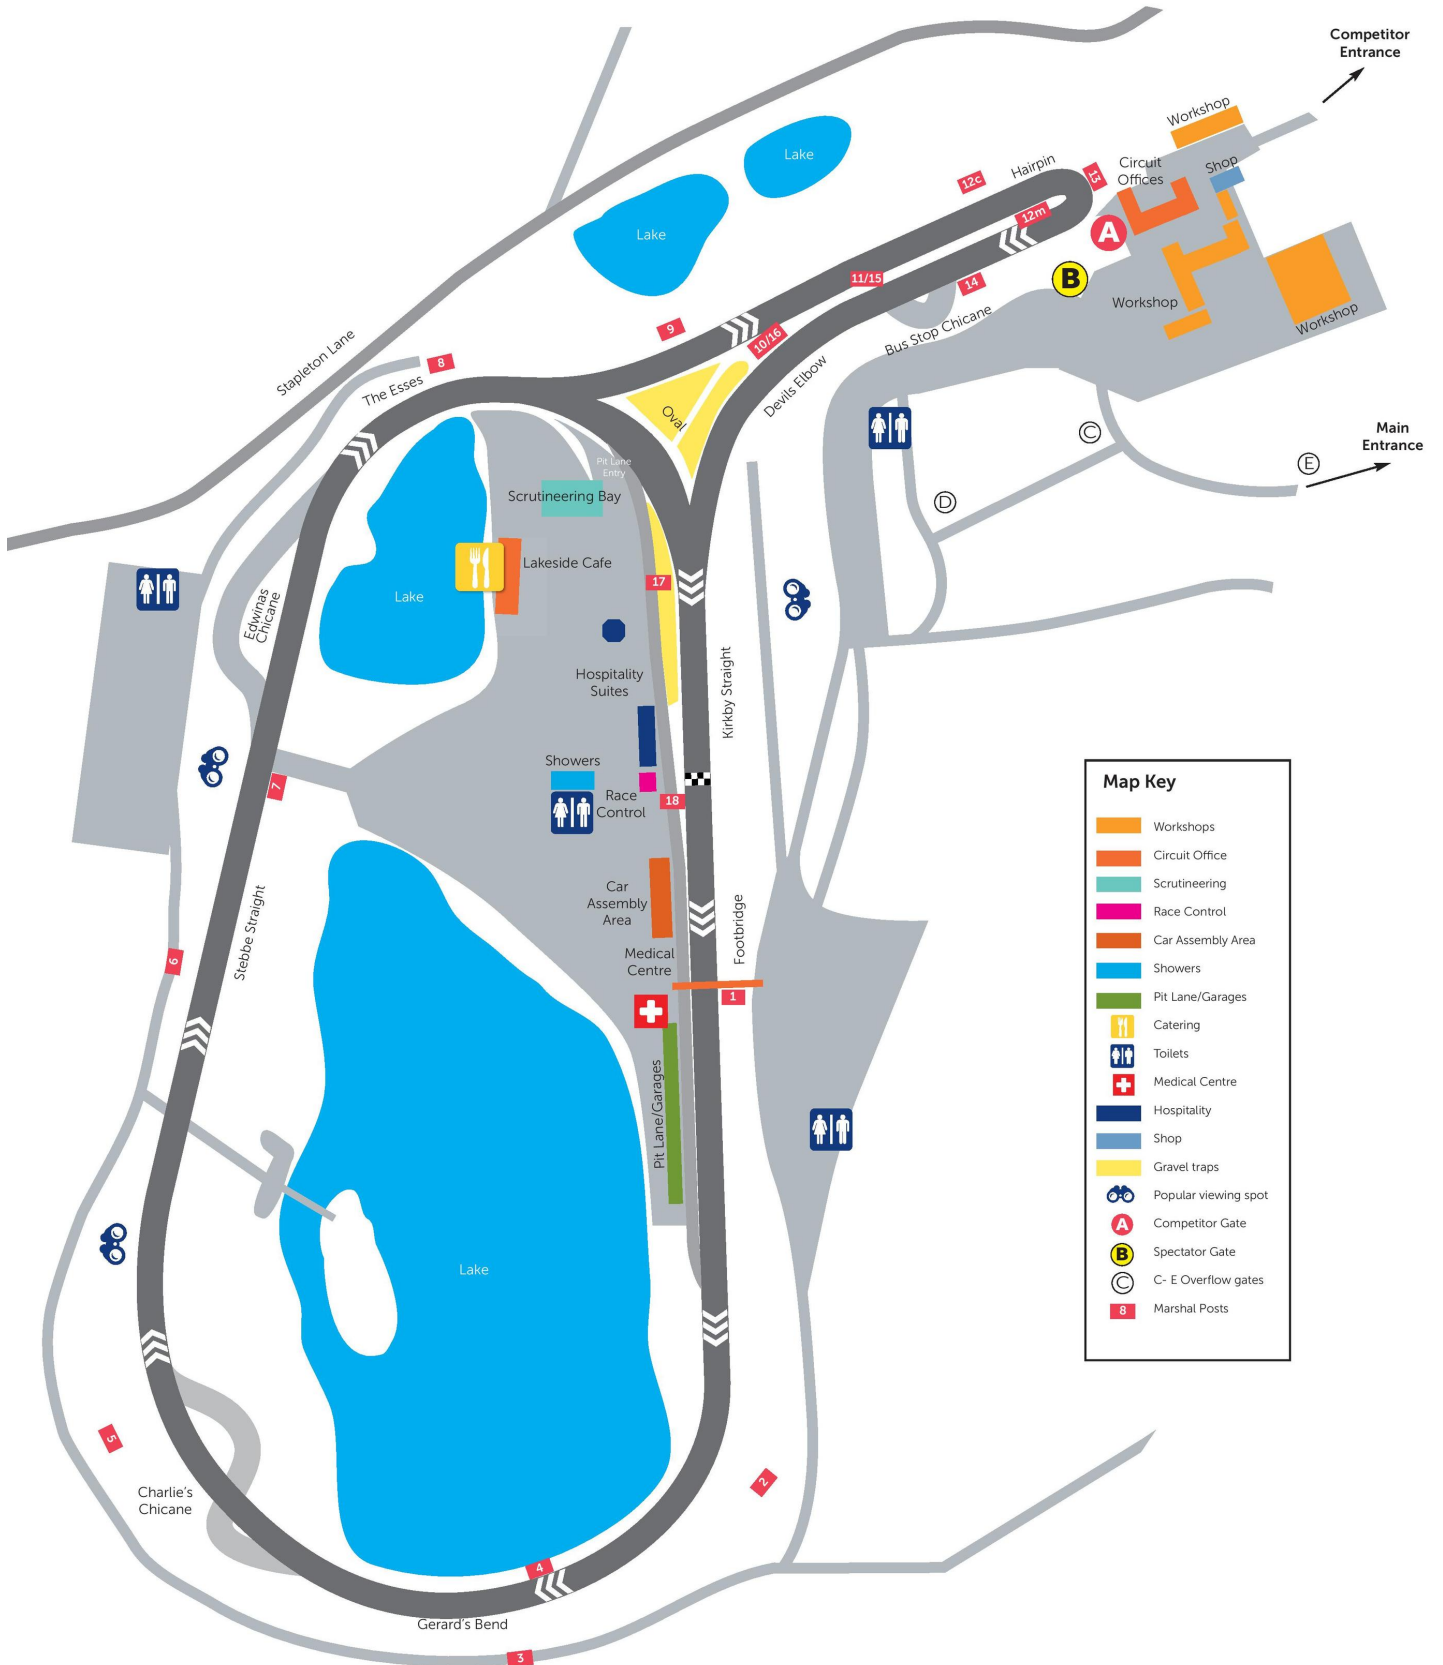 Competitor
Entrance
Workshop
Lake
Hairpin
12c
13
Circuit
Offices
Shop
12m
A
Lake
11/15
14
B
Workshop
Workshop
Bus Stop Chicane
9
10/16
Stapleton Lane
8
The Esses
Devils Elbow
Oval
C
Main
Entrance
E
D
Pit Lane
Entry
Scrutineering Bay
Lakeside Cafe
17
Lake
Edwinas
Chicane
Hospitality
Suites
Kirkby Straight
7
Showers
Race
Control
18
Car
Assembly
Area
Stebbe Straight
6
Medical
Centre
Footbridge
1
Pit Lane/Garages
Lake
5
Charlie's
Chicane
2
4
Gerard's Bend
3
Map Key
Workshops
Circuit Office
Scrutineering
Race Control
Car Assembly Area
Showers
Pit Lane/Garages
Catering
Toilets
Medical Centre
Hospitality
Shop
Gravel traps
Popular viewing spot
A Competitor Gate
B Spectator Gate
C C- E Overflow gates
8 Marshal Posts